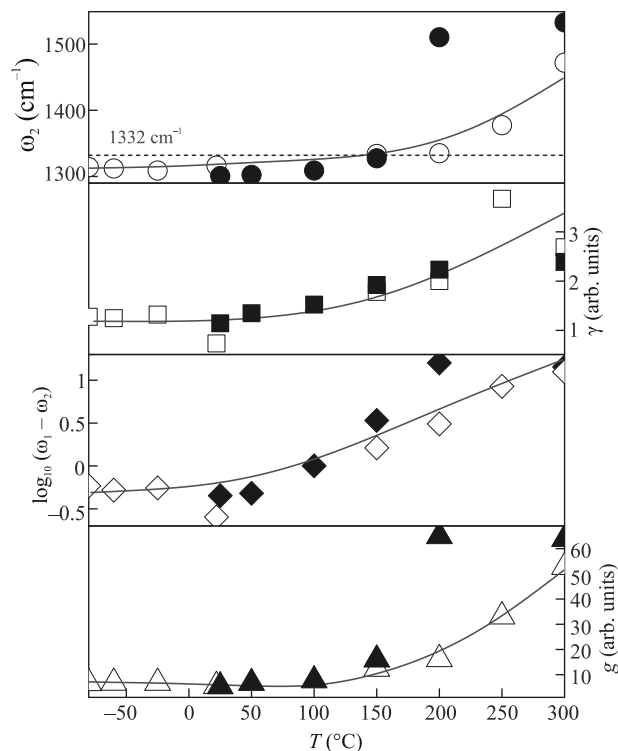 1500
1400
1300
ω₂ (cm⁻¹)
1332 cm⁻¹
3
2
1
γ (arb. units)
1
0.5
0
−0.5
log₁₀ (ω₁ − ω₂)
60
50
40
30
20
10
g (arb. units)
−50 0 50 100 150 200 250 300
T (°C)